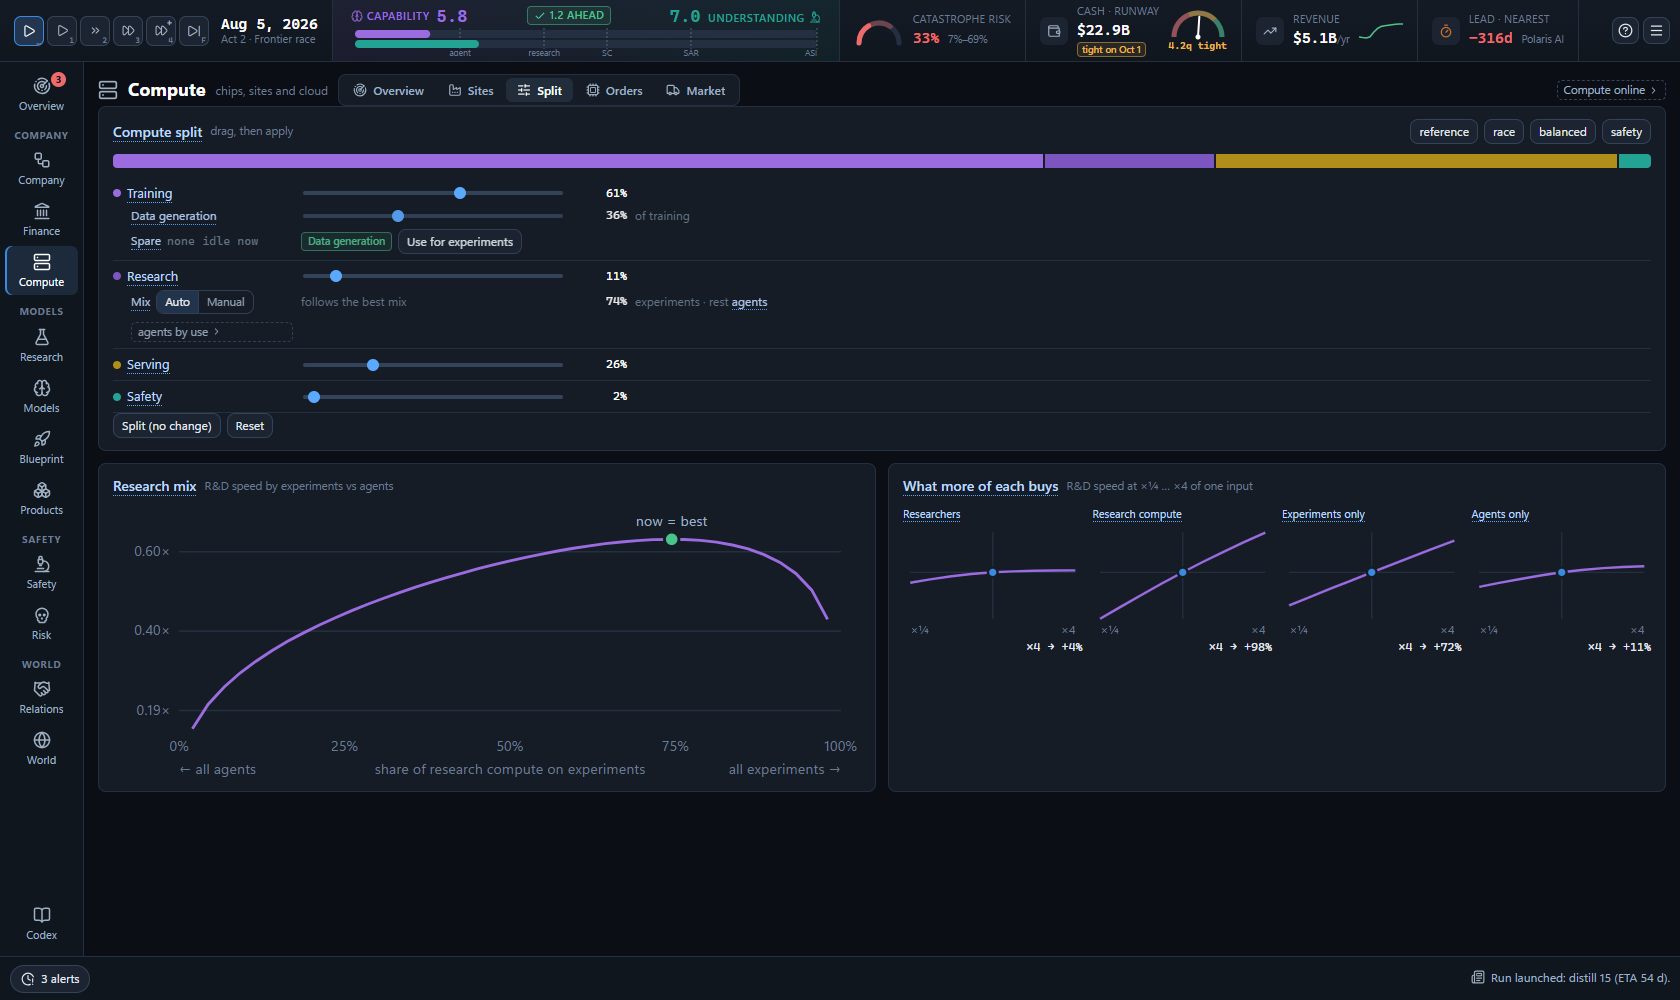 1
2
3
4
F
Aug 5, 2026
Act 2 · Frontier race
CAPABILITY 5.8
1.2 AHEAD
7.0 UNDERSTANDING
agent
research
SC
SAR
ASI
CATASTROPHE RISK
33% 7%–69%
CASH · RUNWAY
$22.9B
tight on Oct 1
4.2q tight
REVENUE
$5.1B/yr
LEAD · NEAREST
−316d Polaris AI
3
Overview
COMPANY
Company
Finance
Compute
MODELS
Research
Models
Blueprint
Products
SAFETY
Safety
Risk
WORLD
Relations
World
Codex
Compute chips, sites and cloud
Overview
Sites
Split
Orders
Market
Compute online ›
Compute split drag, then apply
reference
race
balanced
safety
Training 61%
Data generation 36% of training
Spare none idle now Data generation Use for experiments
Research 11%
Mix Auto Manual follows the best mix 74% experiments · rest agents
agents by use ›
Serving 26%
Safety 2%
Split (no change) Reset
Research mix R&D speed by experiments vs agents
now = best
0.60×
0.40×
0.19×
0% 25% 50% 75% 100%
← all agents share of research compute on experiments all experiments →
What more of each buys R&D speed at ×¼ ... ×4 of one input
Researchers Research compute Experiments only Agents only
×¼ ×4 ×¼ ×4 ×¼ ×4 ×¼ ×4
×4 → +4% ×4 → +98% ×4 → +72% ×4 → +11%
3 alerts
Run launched: distill 15 (ETA 54 d).